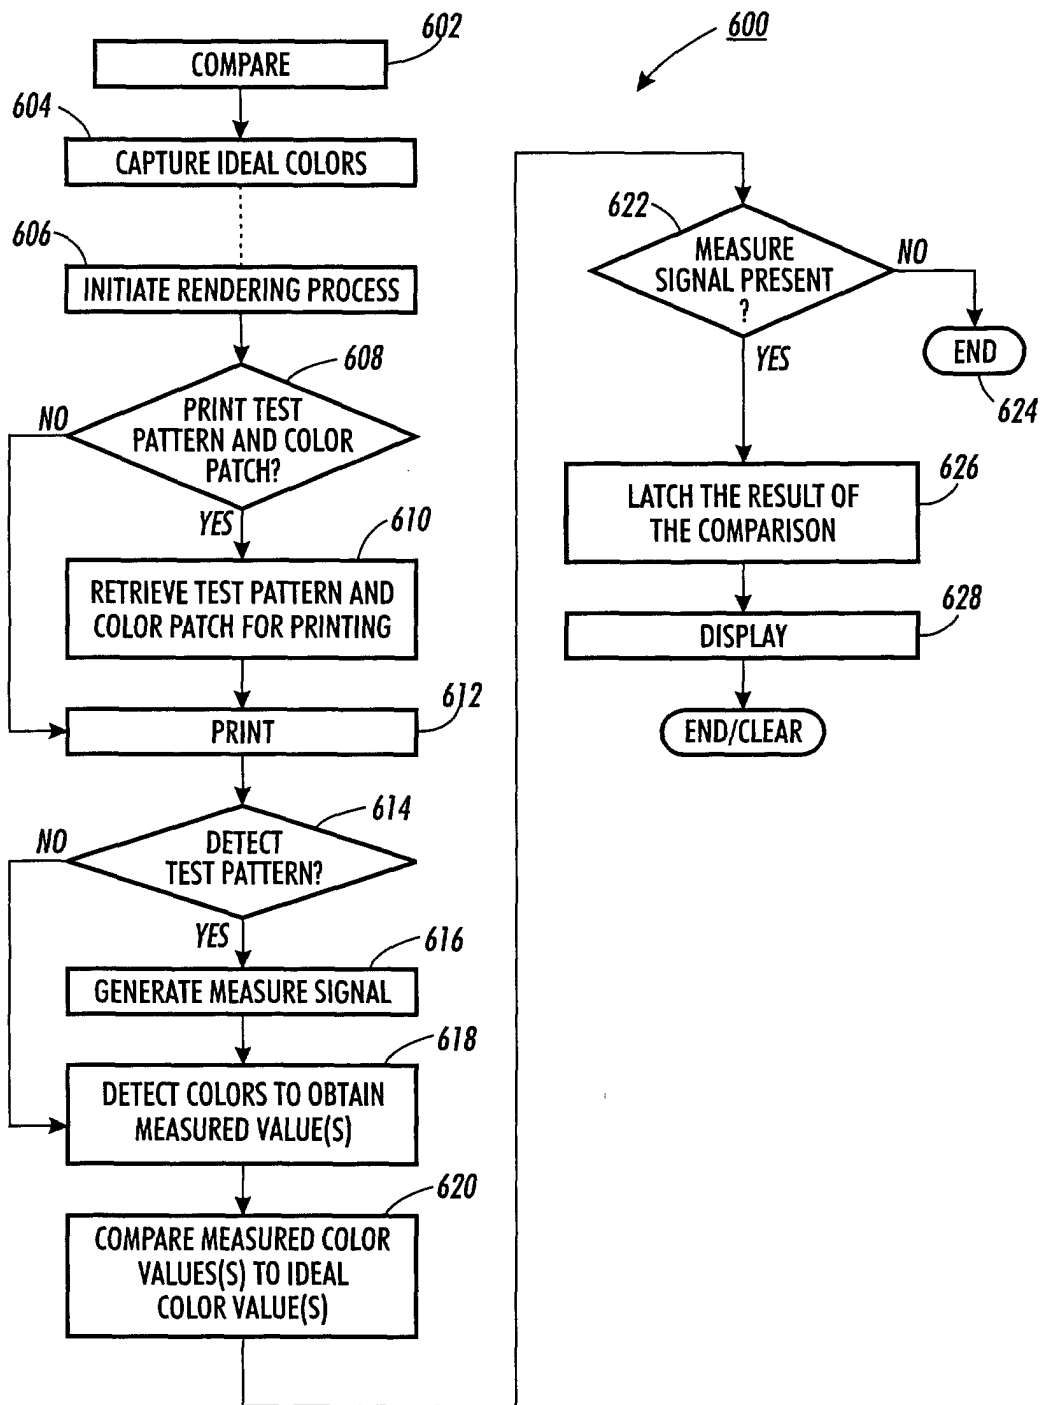 602
COMPARE
604
CAPTURE IDEAL COLORS
606
INITIATE RENDERING PROCESS
608
NO
PRINT TEST
PATTERN AND COLOR
PATCH?
YES
610
RETRIEVE TEST PATTERN AND
COLOR PATCH FOR PRINTING
612
PRINT
614
NO
DETECT
TEST PATTERN?
YES
616
GENERATE MEASURE SIGNAL
618
DETECT COLORS TO OBTAIN
MEASURED VALUE(S)
620
COMPARE MEASURED COLOR
VALUES(S) TO IDEAL
COLOR VALUE(S)
600
622
MEASURE
SIGNAL PRESENT
?
NO
YES
END
624
626
LATCH THE RESULT OF
THE COMPARISON
628
DISPLAY
END/CLEAR